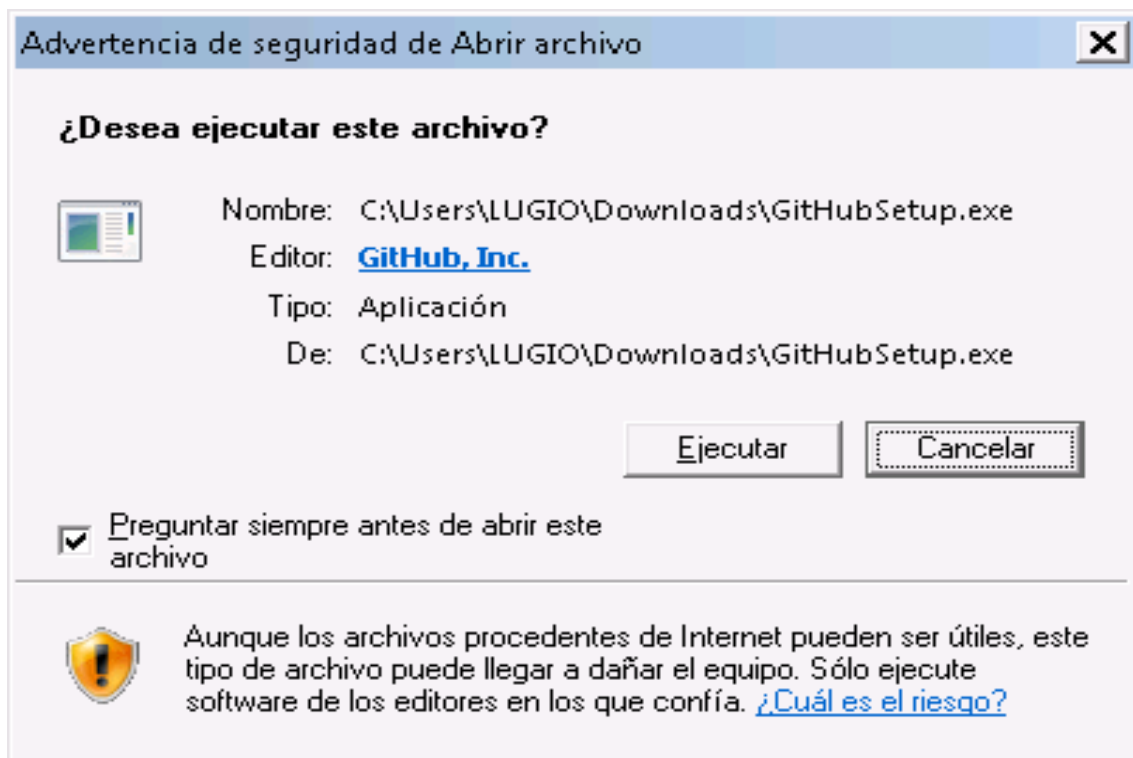 Advertencia de seguridad de Abrir archivo
¿Desea ejecutar este archivo?
Nombre: C:\Users\LUGIO\Downloads\GitHubSetup.exe
Editor: GitHub, Inc.
Tipo: Aplicación
De: C:\Users\LUGIO\Downloads\GitHubSetup.exe
Ejecutar Cancelar
Preguntar siempre antes de abrir este
archivo
Aunque los archivos procedentes de Internet pueden ser útiles, este
tipo de archivo puede llegar a dañar el equipo. Sólo ejecute
software de los editores en los que confía. ¿Cuál es el riesgo?